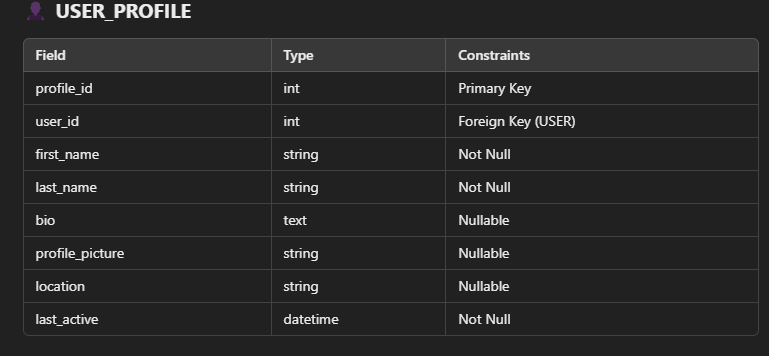 USER_PROFILE
Field Type Constraints
profile_id int Primary Key
user_id int Foreign Key (USER)
first_name string Not Null
last_name string Not Null
bio text Nullable
profile_picture string Nullable
location string Nullable
last_active datetime Not Null